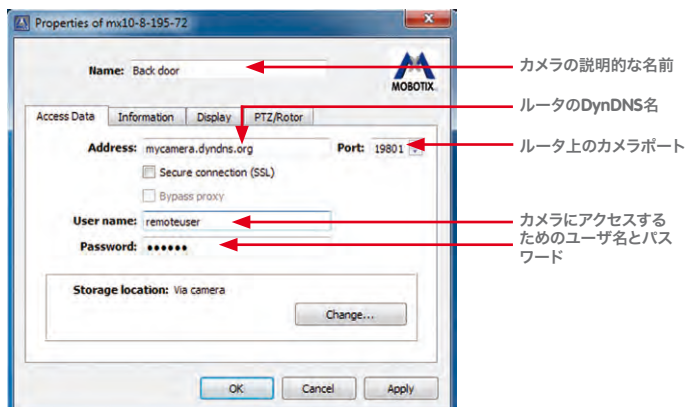 Properties of mx10-8-195-72
Name: Back door
MOBOTIX
カメラの説明的な名前
Access Data Information Display PTZ/Rotor
ルータのDynDNS名
Address: mycamera.dyndns.org Port: 19801
ルータ上のカメラポート
Secure connection (SSL)
Bypass proxy
User name: remoteuser
Password: ●●●●●●
カメラにアクセスする
ためのユーザ名とパス
ワード
Storage location: Via camera
Change...
OK Cancel Apply